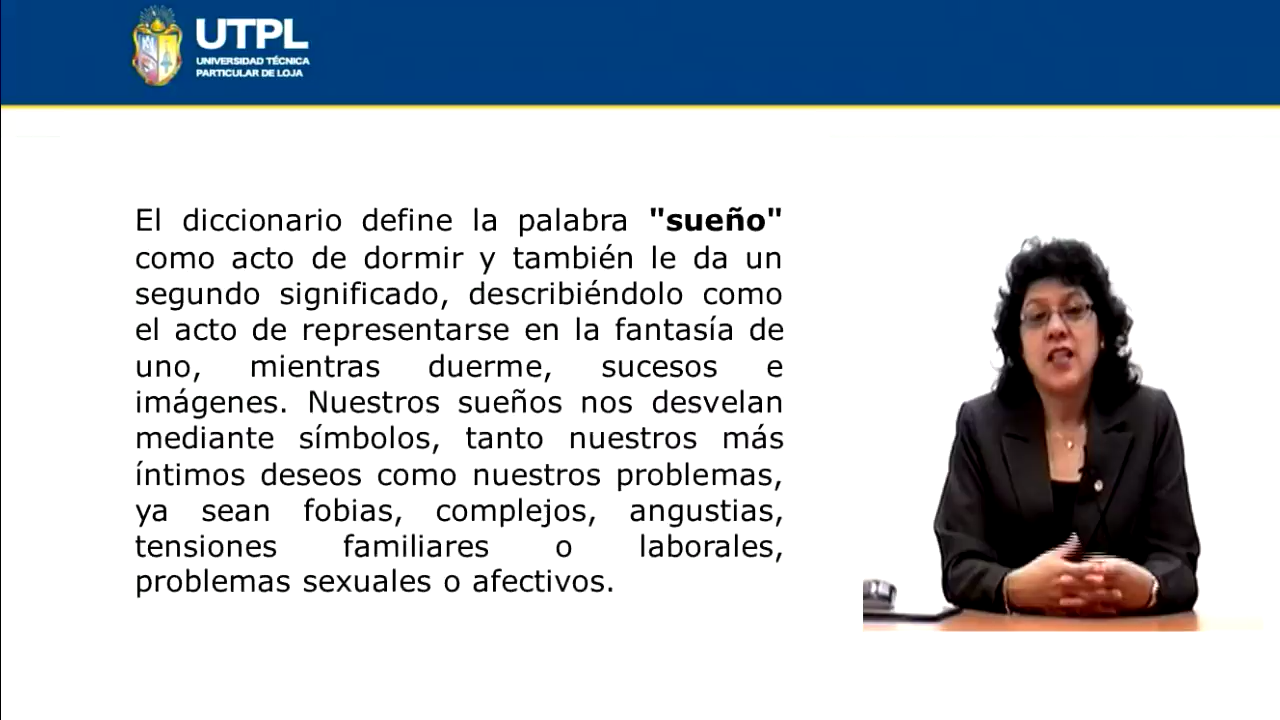 UTPL
UNIVERSIDAD TÉCNICA
PARTICULAR DE LOJA
El diccionario define la palabra "sueño"
como acto de dormir y también le da un
segundo significado, describiéndolo como
el acto de representarse en la fantasía de
uno, mientras duerme, sucesos e
imágenes. Nuestros sueños nos desvelan
mediante símbolos, tanto nuestros más
íntimos deseos como nuestros problemas,
ya sean fobias, complejos, angustias,
tensiones familiares o laborales,
problemas sexuales o afectivos.